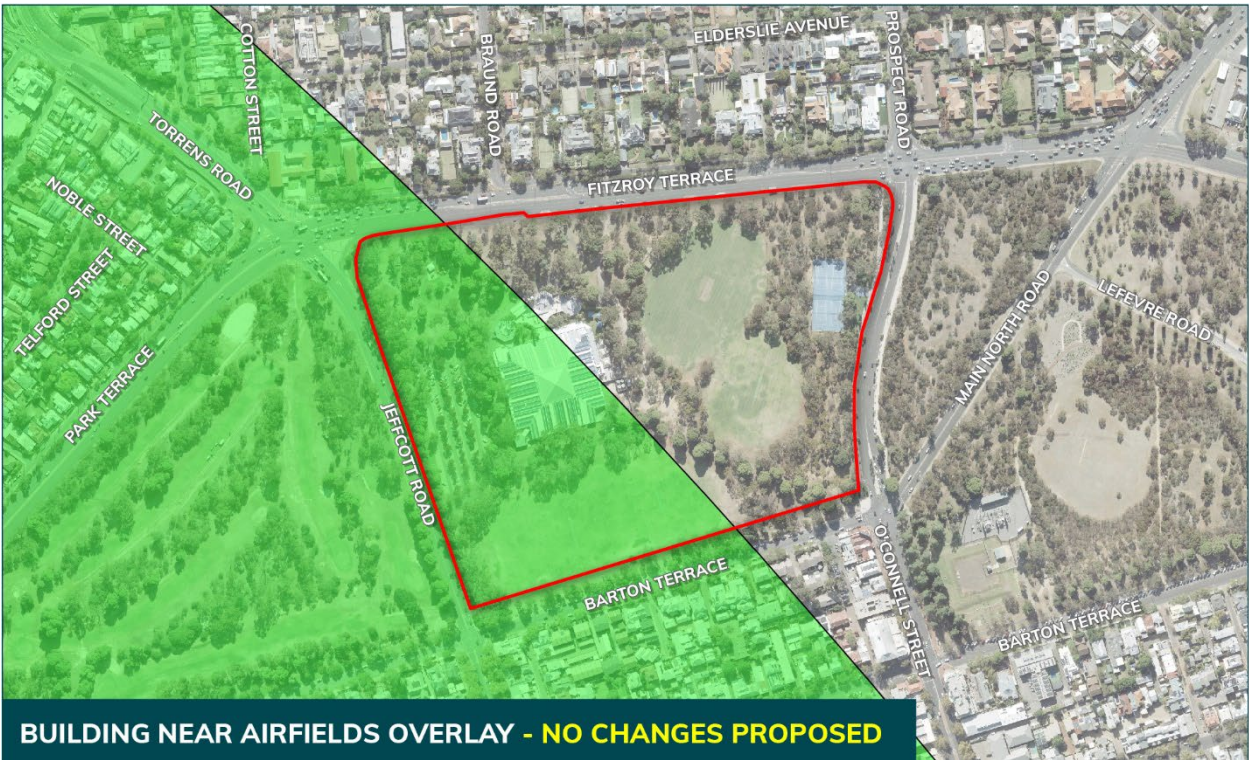 ELDERSLIE AVENUE
PROSPECT ROAD
COTTON STREET
BRAUND ROAD
TORRENS ROAD
FITZROY TERRACE
NOBLE STREET
TELFORD STREET
LEFEVRE ROAD
MAIN NORTH ROAD
PARK TERRACE
JEFFCOTT ROAD
O'CONNELL STREET
BARTON TERRACE
BARTON TERRACE
BUILDING NEAR AIRFIELDS OVERLAY - NO CHANGES PROPOSED